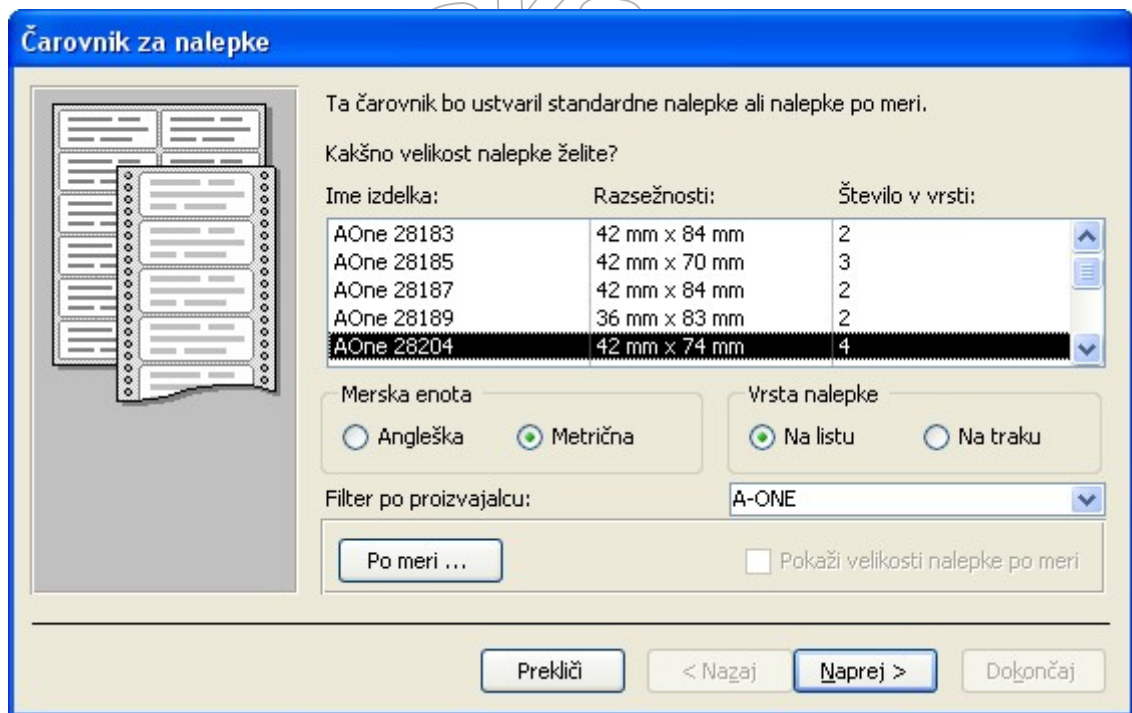 Čarovnik za nalepke
Ta čarovnik bo ustvaril standardne nalepke ali nalepke po meri.
Kakšno velikost nalepke želite?
Ime izdelka: Razsežnosti: Število v vrsti:
AOne 28183 42 mm x 84 mm 2
AOne 28185 42 mm x 70 mm 3
AOne 28187 42 mm x 84 mm 2
AOne 28189 36 mm x 83 mm 2
AOne 28204 42 mm x 74 mm 4
Merska enota Vrsta nalepke
Angleška Metrična Na listu Na traku
Filter po proizvajalcu: A-ONE
Po meri ... Pokaži velikosti nalepke po meri
Prekliči < Nazaj Naprej > Dokončaj